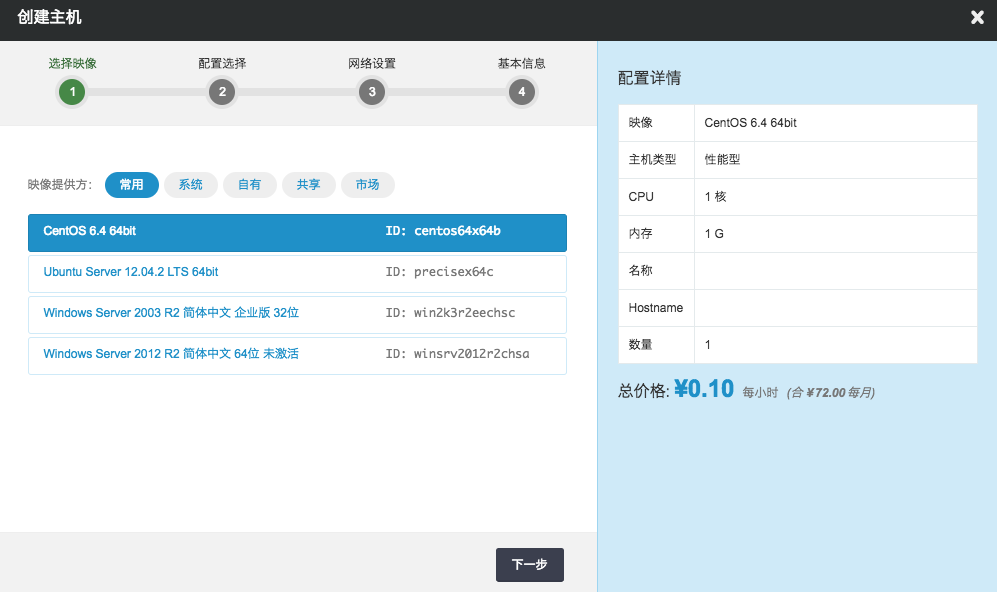 创建主机
选择映像 配置选择 网络设置 基本信息
1 2 3 4
映像提供方： 常用 系统 自有 共享 市场
CentOS 6.4 64bit ID: centos64x64b
Ubuntu Server 12.04.2 LTS 64bit ID: precisex64c
Windows Server 2003 R2 简体中文 企业版 32位 ID: win2k3r2eechsc
Windows Server 2012 R2 简体中文 64位 未激活 ID: winsrv2012r2chsa
下一步
配置详情
映像 CentOS 6.4 64bit
主机类型 性能型
CPU 1 核
内存 1 G
名称
Hostname
数量 1
总价格: ¥0.10 每小时 (合 ¥72.00 每月)